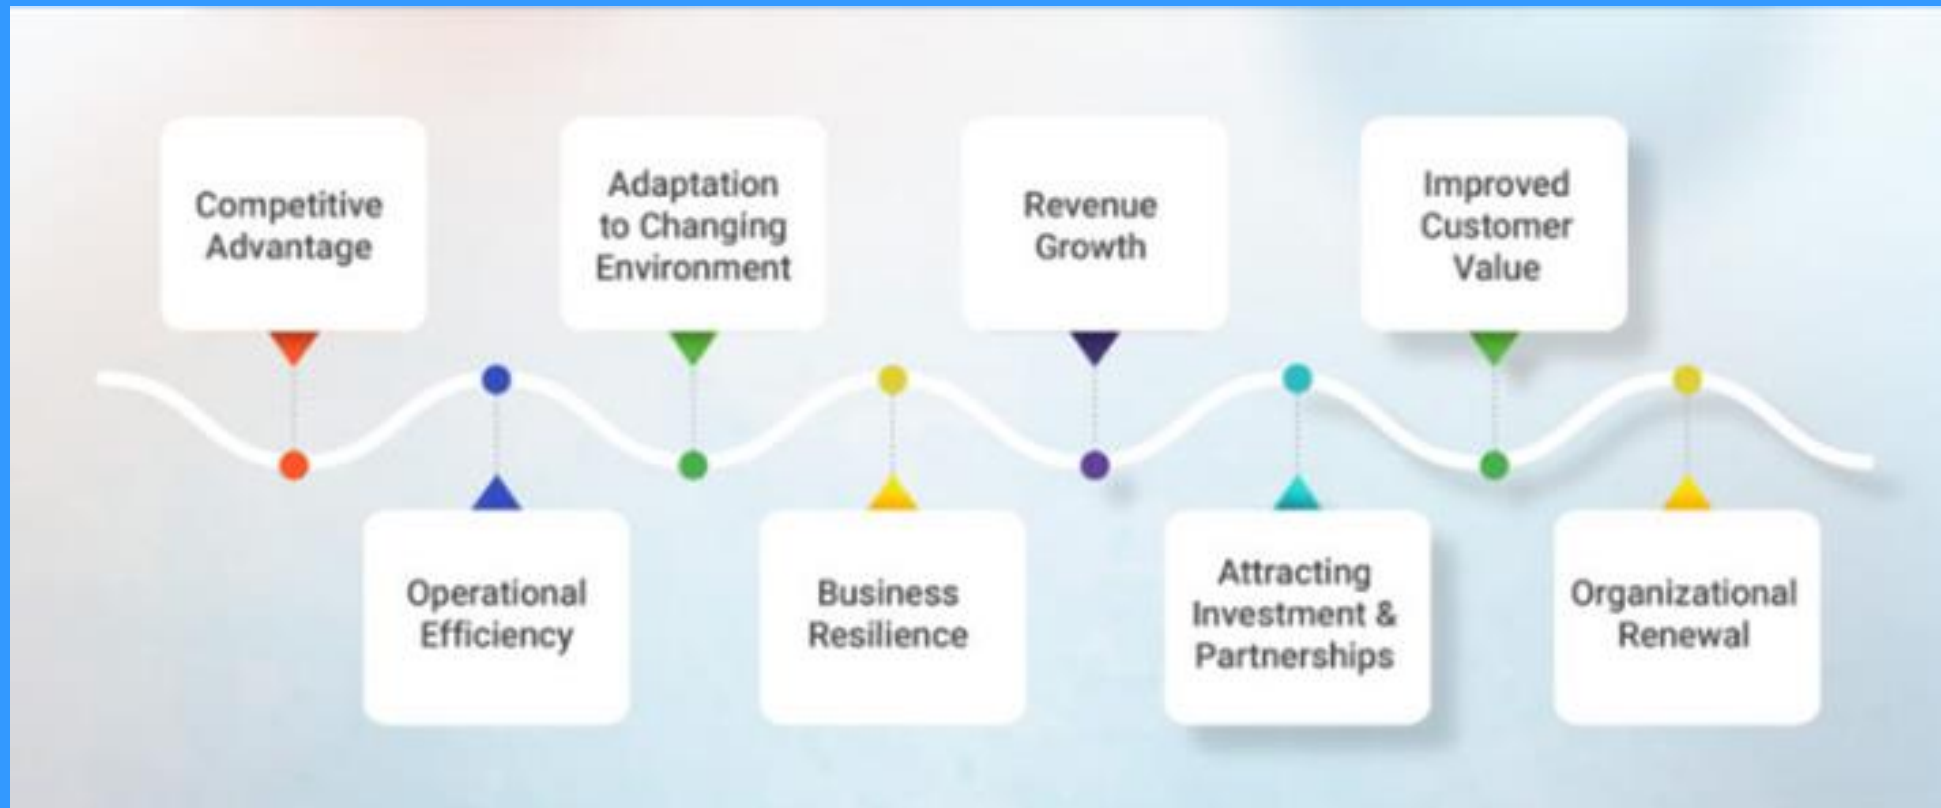 Competitive
Advantage
Operational
Efficiency
Adaptation
to Changing
Environment
Business
Resilience
Revenue
Growth
Attracting
Investment &
Partnerships
Improved
Customer
Value
Organizational
Renewal